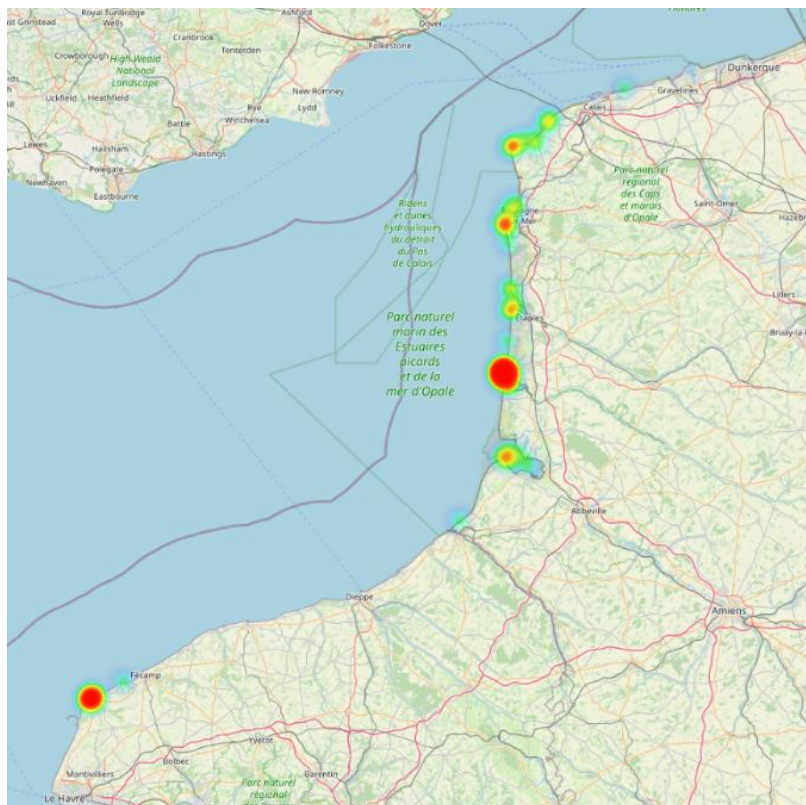 Royal Tunbridge
Wells
Ashford
Dover
Cranbrook
Crowborough
Tenterden
Folkestone
High Weald
National
Landscape
Uckfield
Heathfield
Rye
New Romney
Lydd
Winchelsea
Battle
Lewes
Hailsham
Hastings
Polegate
Newhaven
Eastbourne
Dunkerque
Gravelines
Calais
Parc naturel
régional
des Caps
et marais
d'Opale
Saint-Omer
Ridens
et dunes
hydrauliques
du détroit
du Pas
de Calais
Lillers
Étaples
Parc naturel
marin des
Estuaires
picards
et de la
mer d'Opale
Abbeville
Dieppe
Amiens
Fécamp
Yvetot
Bolbec
Montivilliers
Barentin
Le Havre
Parc naturel
régional